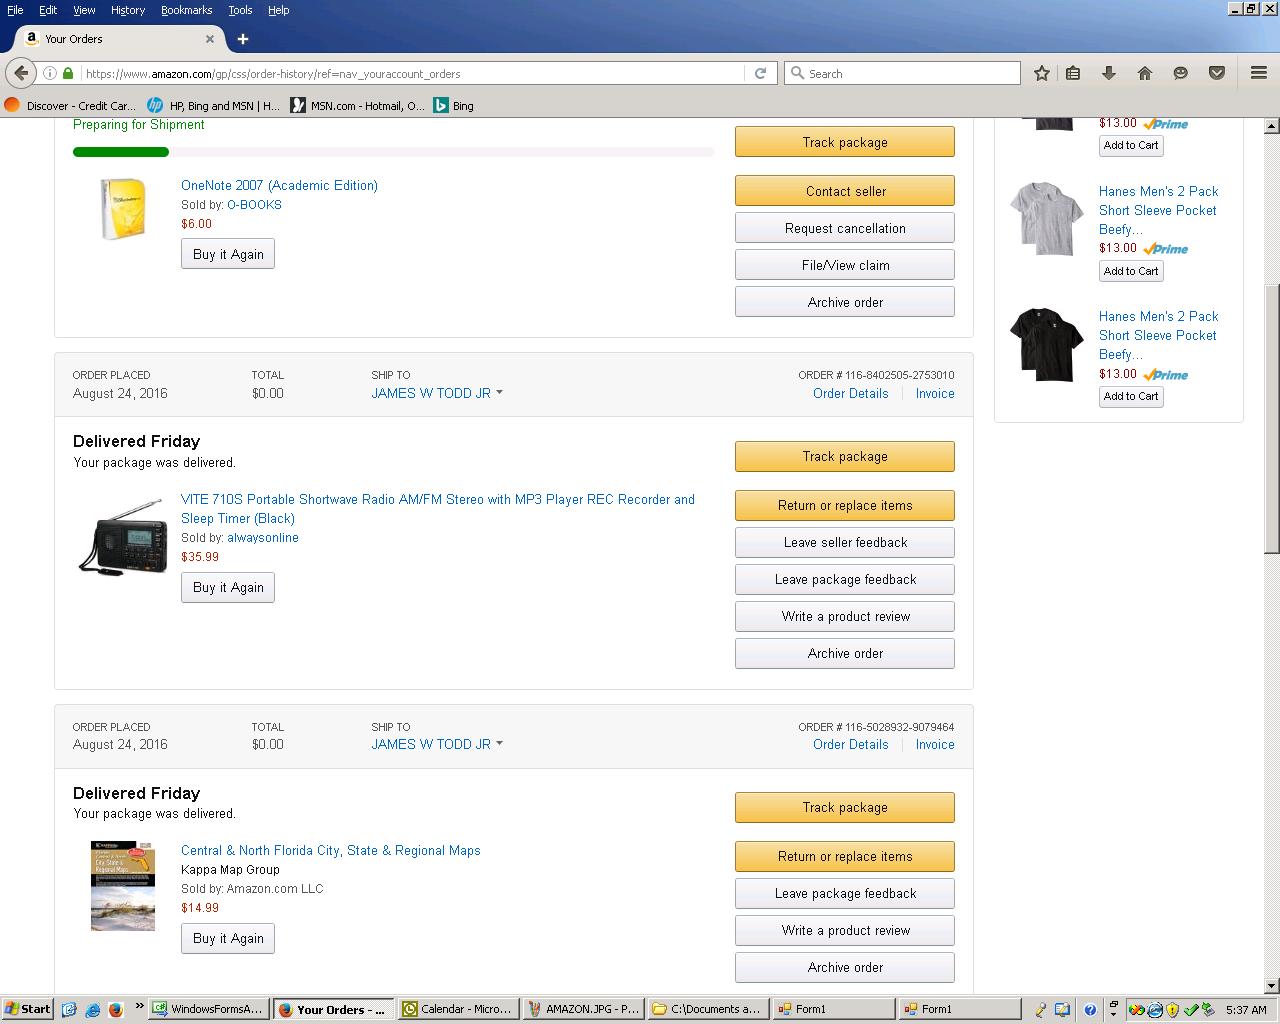 File Edit View History Bookmarks Tools Help
Your Orders
https://www.amazon.com/gp/css/order-history/ref=nav_youraccount_orders
Search
Discover - Credit Car... HP, Bing and MSN | H... MSN.com - Hotmail, O... Bing
Preparing for Shipment
Track package
OneNote 2007 (Academic Edition)
Sold by: O-BOOKS
$6.00
Buy it Again
Contact seller
Request cancellation
File/View claim
Archive order
$13.00 Prime
Add to Cart
Hanes Men's 2 Pack
Short Sleeve Pocket
Beefy...
$13.00 Prime
Add to Cart
Hanes Men's 2 Pack
Short Sleeve Pocket
Beefy...
$13.00 Prime
Add to Cart
ORDER PLACED TOTAL SHIP TO ORDER # 116-8402505-2753010
August 24, 2016 $0.00 JAMES W TODD JR Order Details Invoice
Delivered Friday
Your package was delivered.
VITE 710S Portable Shortwave Radio AM/FM Stereo with MP3 Player REC Recorder and
Sleep Timer (Black)
Sold by: alwaysonline
$35.99
Buy it Again
Track package
Return or replace items
Leave seller feedback
Leave package feedback
Write a product review
Archive order
ORDER PLACED TOTAL SHIP TO ORDER # 116-5028932-9079464
August 24, 2016 $0.00 JAMES W TODD JR Order Details Invoice
Delivered Friday
Your package was delivered.
Central & North Florida City, State & Regional Maps
Kappa Map Group
Sold by: Amazon.com LLC
$14.99
Buy it Again
Track package
Return or replace items
Leave package feedback
Write a product review
Archive order
Start WindowsFormsA... Your Orders - ... Calendar - Micro... AMAZON.JPG - P... C:\Documents a... Form1 Form1 5:37 AM